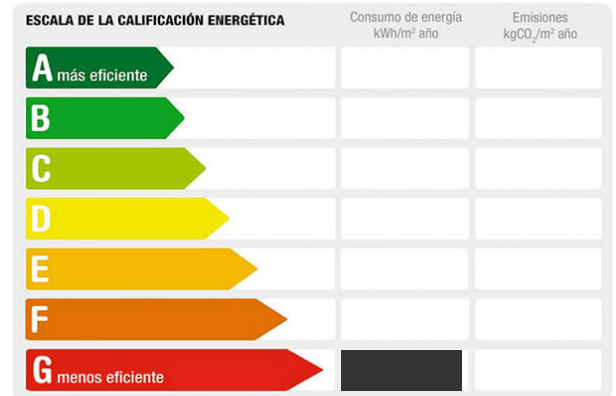 ESCALA DE LA CALIFICACIÓN ENERGÉTICA
Consumo de energía
kWh/m² año
Emisiones
kgCO₂/m² año
A más eficiente
B
C
D
E
F
G menos eficiente